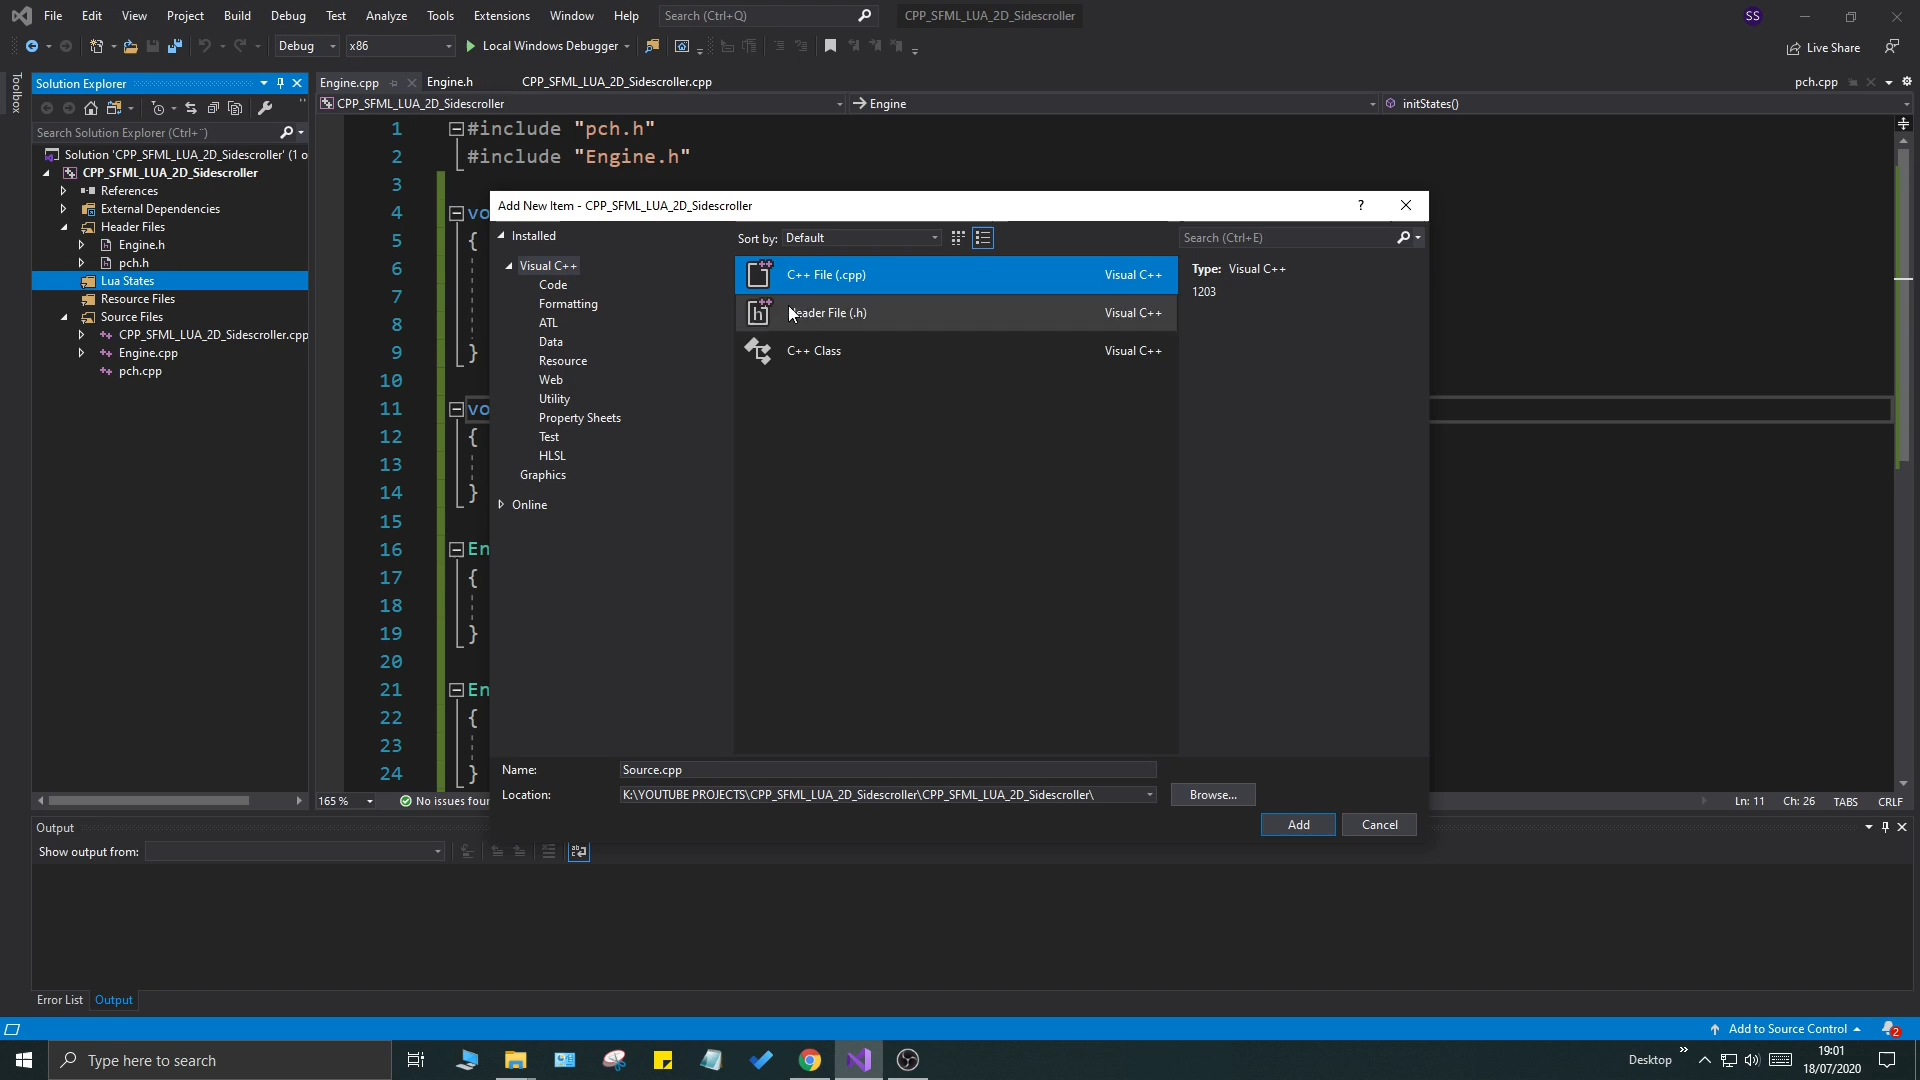 File Edit View Project Build Debug Test Analyze Tools Extensions Window Help Search (Ctrl+Q) CPP_SFML_LUA_2D_Sidescroller SS
Debug x86 Local Windows Debugger Live Share
Toolbox
Solution Explorer
Search Solution Explorer (Ctrl+¨)
Solution 'CPP_SFML_LUA_2D_Sidescroller' (1 o
CPP_SFML_LUA_2D_Sidescroller
References
External Dependencies
Header Files
Engine.h
pch.h
Lua States
Resource Files
Source Files
CPP_SFML_LUA_2D_Sidescroller.cpp
Engine.cpp
pch.cpp
Engine.cpp Engine.h CPP_SFML_LUA_2D_Sidescroller.cpp pch.cpp
CPP_SFML_LUA_2D_Sidescroller Engine initStates()
1 #include "pch.h"
2 #include "Engine.h"
3
4 vo
5 {
6
7
8
9 }
10
11 vo
12 {
13
14 }
15
16 En
17 {
18
19 }
20
21 En
22 {
23
24 }
Add New Item - CPP_SFML_LUA_2D_Sidescroller ?
Installed
Visual C++
Code
Formatting
ATL
Data
Resource
Web
Utility
Property Sheets
Test
HLSL
Graphics
Online
Sort by: Default
C++ File (.cpp) Visual C++
eader File (.h) Visual C++
C++ Class Visual C++
Search (Ctrl+E)
Type: Visual C++
1203
Name: Source.cpp
Location: K:\YOUTUBE PROJECTS\CPP_SFML_LUA_2D_Sidescroller\CPP_SFML_LUA_2D_Sidescroller\ Browse...
Add Cancel
165 % No issues foun Ln: 11 Ch: 26 TABS CRLF
Output
Show output from:
Error List Output
Add to Source Control 2
Type here to search Desktop 19:01
18/07/2020